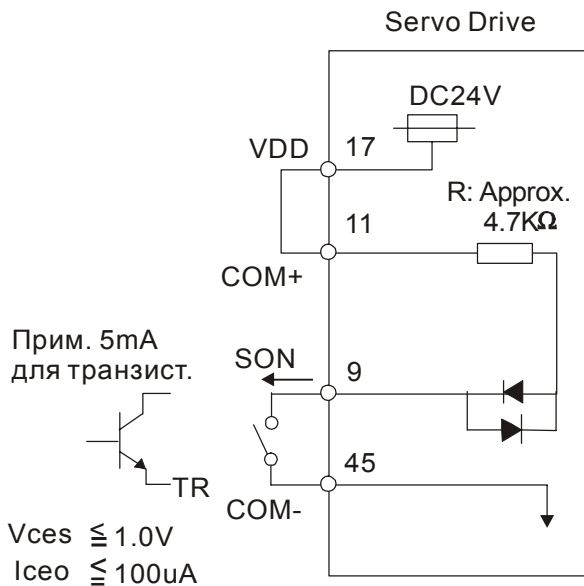 Servo Drive
DC24V
VDD
17
R: Approx.
4.7KΩ
11
COM+
Прим. 5mA
для транзист.
SON
9
45
TR
COM-
Vces ≦ 1.0V
Iceo ≦ 100uA